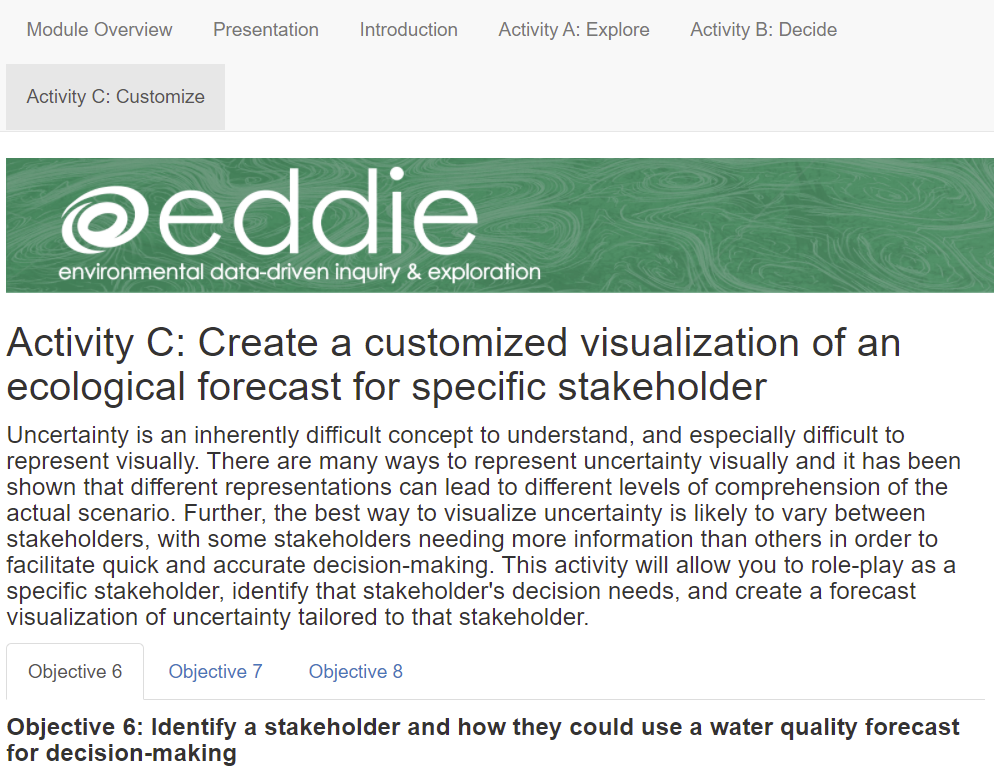 Module Overview Presentation Introduction Activity A: Explore Activity B: Decide
Activity C: Customize
eddie
environmental data-driven inquiry & exploration
Activity C: Create a customized visualization of an
ecological forecast for specific stakeholder
Uncertainty is an inherently difficult concept to understand, and especially difficult to
represent visually. There are many ways to represent uncertainty visually and it has been
shown that different representations can lead to different levels of comprehension of the
actual scenario. Further, the best way to visualize uncertainty is likely to vary between
stakeholders, with some stakeholders needing more information than others in order to
facilitate quick and accurate decision-making. This activity will allow you to role-play as a
specific stakeholder, identify that stakeholder's decision needs, and create a forecast
visualization of uncertainty tailored to that stakeholder.
Objective 6 Objective 7 Objective 8
Objective 6: Identify a stakeholder and how they could use a water quality forecast
for decision-making